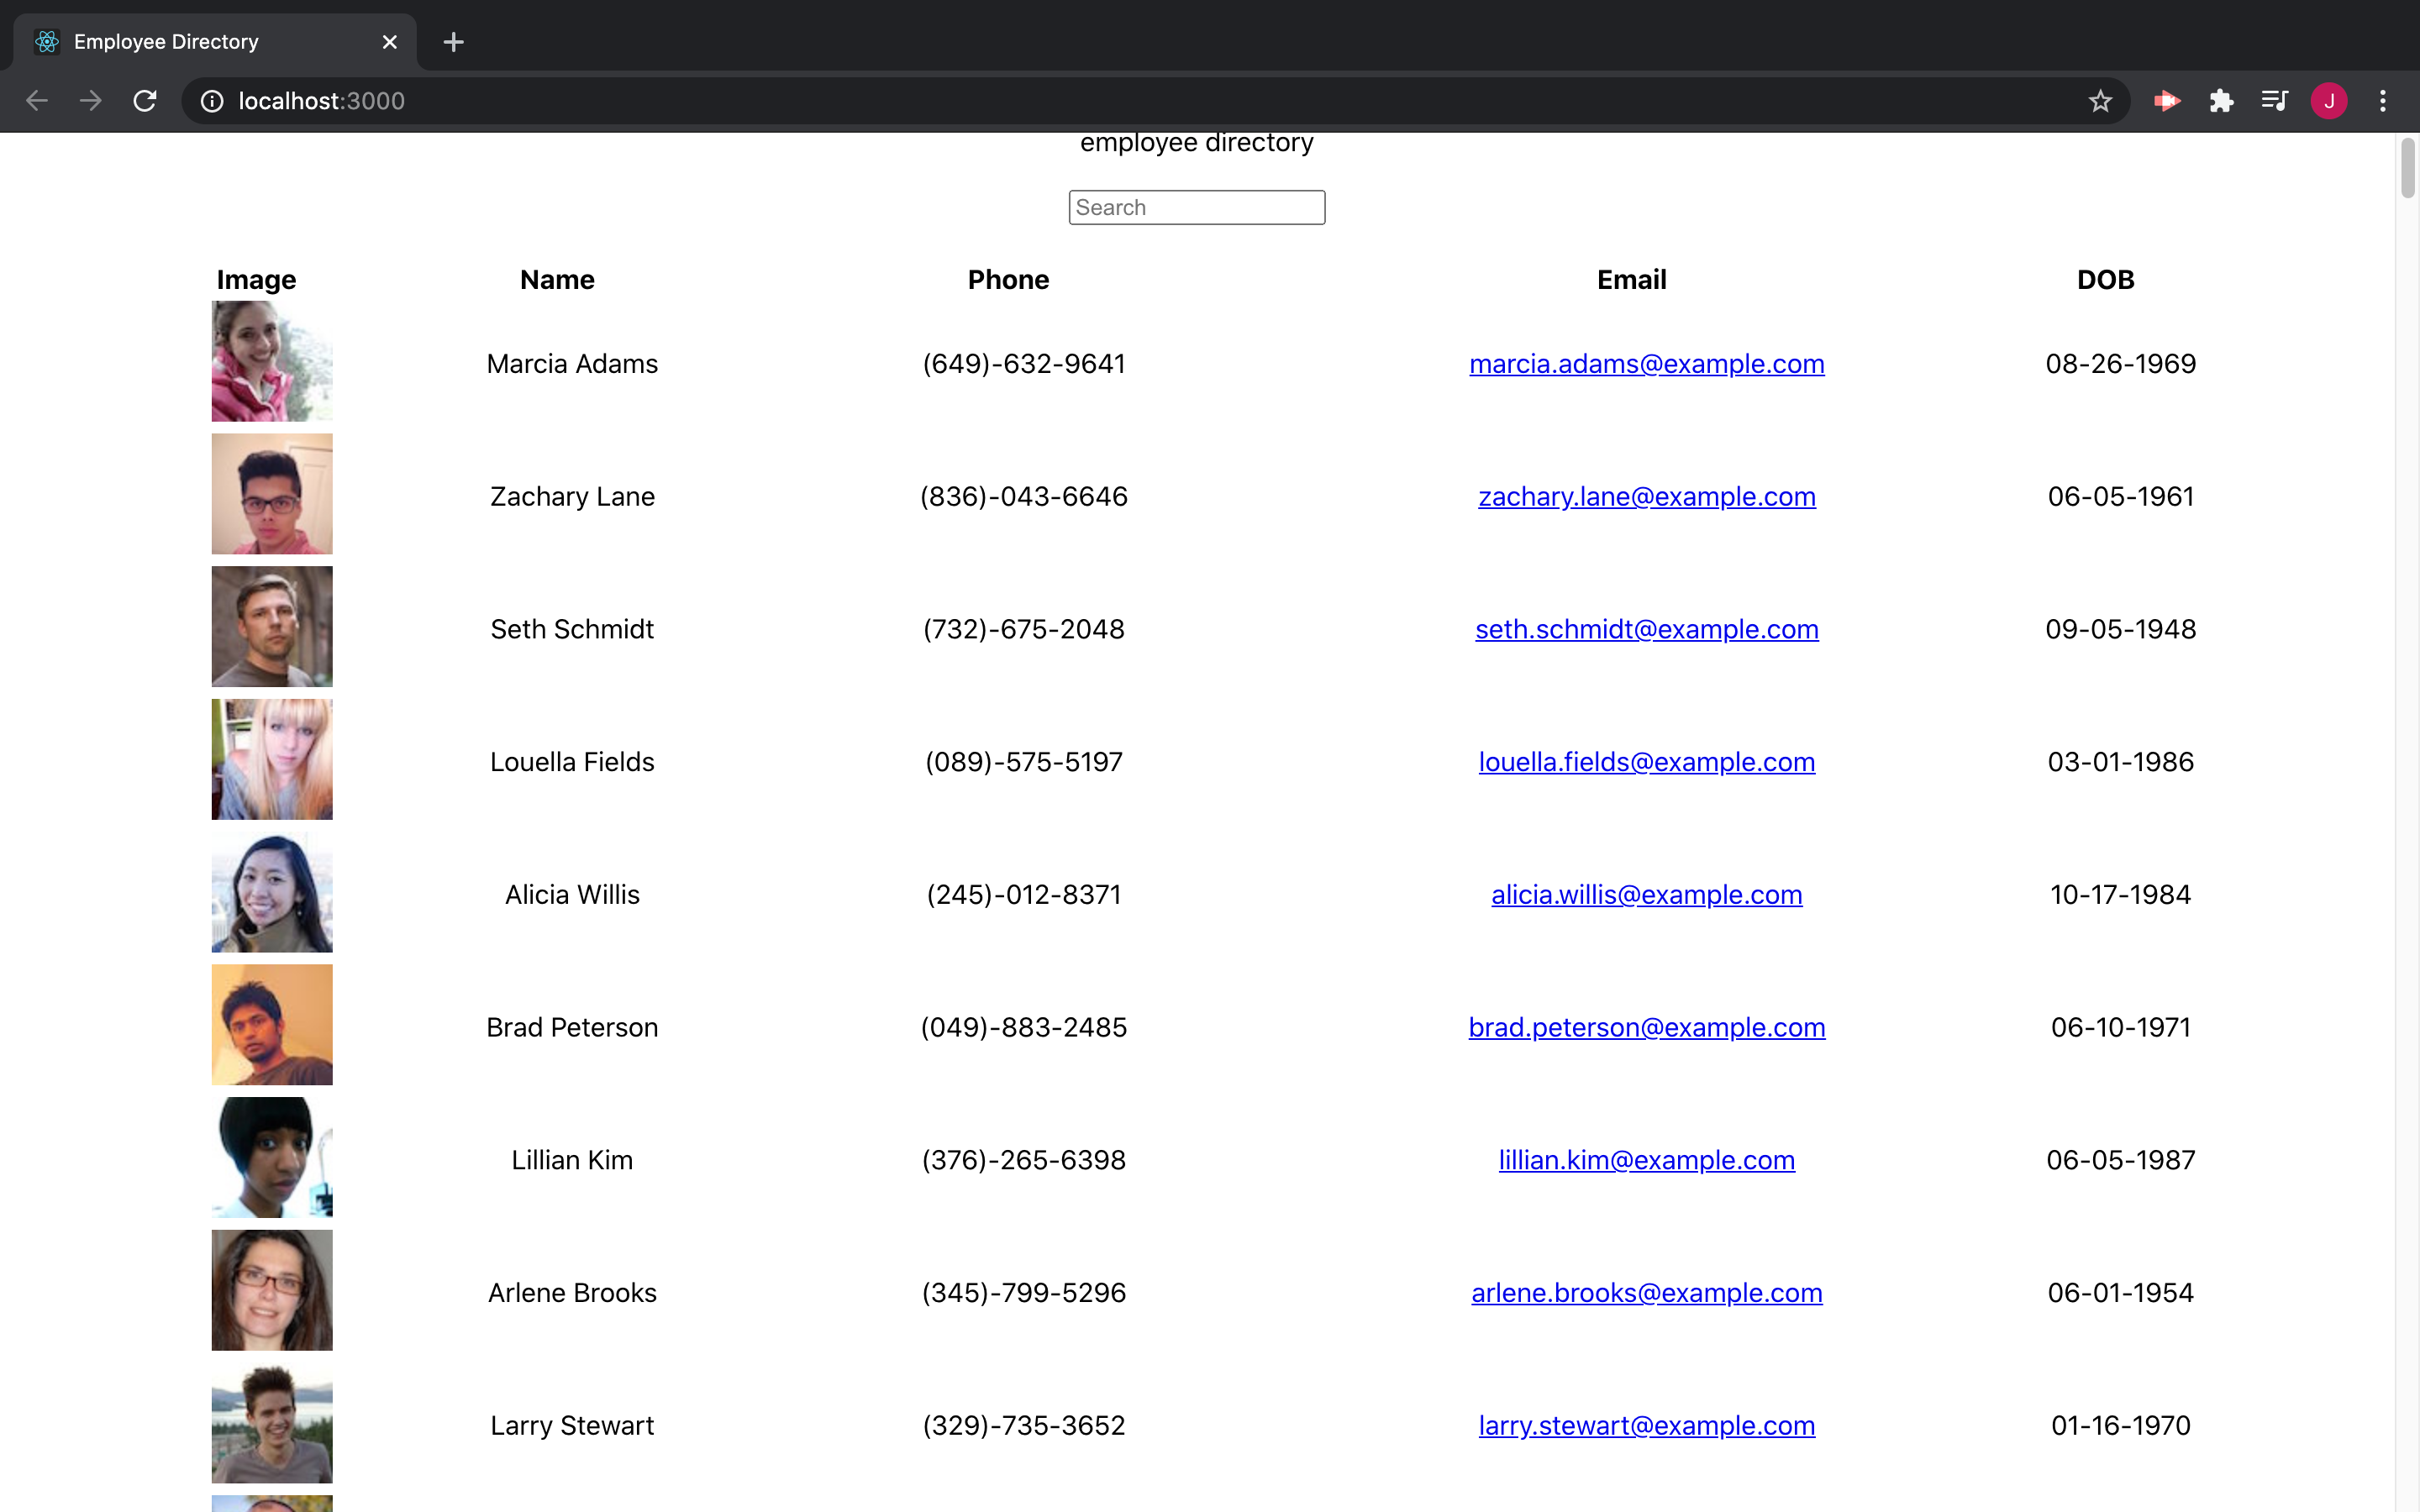 Employee Directory
localhost:3000
J
employee directory
Search
Image Name Phone Email DOB
Marcia Adams (649)-632-9641 marcia.adams@example.com 08-26-1969
Zachary Lane (836)-043-6646 zachary.lane@example.com 06-05-1961
Seth Schmidt (732)-675-2048 seth.schmidt@example.com 09-05-1948
Louella Fields (089)-575-5197 louella.fields@example.com 03-01-1986
Alicia Willis (245)-012-8371 alicia.willis@example.com 10-17-1984
Brad Peterson (049)-883-2485 brad.peterson@example.com 06-10-1971
Lillian Kim (376)-265-6398 lillian.kim@example.com 06-05-1987
Arlene Brooks (345)-799-5296 arlene.brooks@example.com 06-01-1954
Larry Stewart (329)-735-3652 larry.stewart@example.com 01-16-1970